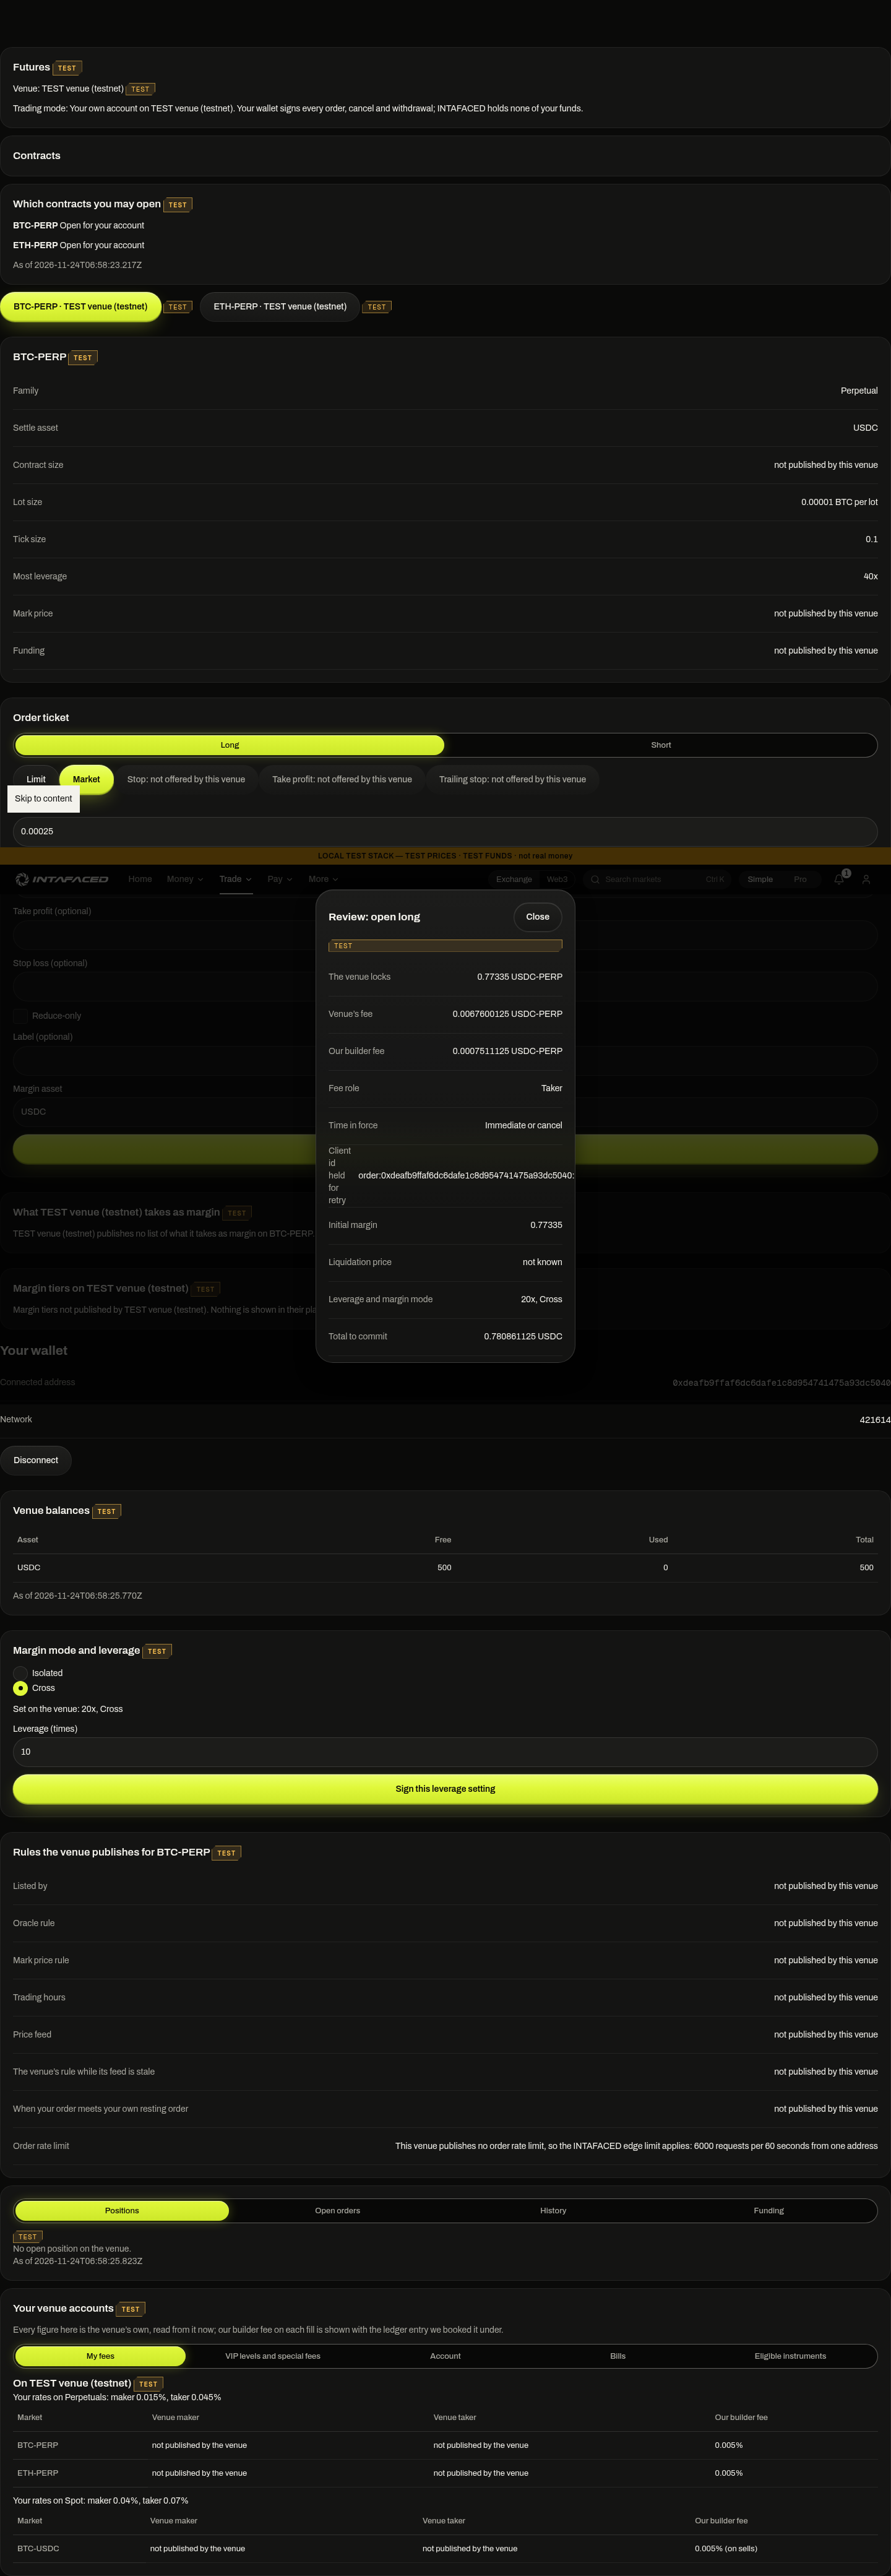 Futures TEST
Venue: TEST venue (testnet) TEST
Trading mode: Your own account on TEST venue (testnet). Your wallet signs every order, cancel and withdrawal; INTAFACED holds none of your funds.
Contracts
Which contracts you may open TEST
BTC-PERP Open for your account
ETH-PERP Open for your account
As of 2026-11-24T06:58:23.217Z
BTC-PERP · TEST venue (testnet) TEST ETH-PERP · TEST venue (testnet) TEST
BTC-PERP TEST
Family Perpetual
Settle asset USDC
Contract size not published by this venue
Lot size 0.00001 BTC per lot
Tick size 0.1
Most leverage 40x
Mark price not published by this venue
Funding not published by this venue
Order ticket
Long Short
Limit Market Stop: not offered by this venue Take profit: not offered by this venue Trailing stop: not offered by this venue
Skip to content
0.00025
LOCAL TEST STACK — TEST PRICES · TEST FUNDS · not real money
INTAFACED Home Money Trade Pay More Exchange Web3 Search markets Ctrl K Simple Pro 1
Take profit (optional)
Stop loss (optional)
Reduce-only
Label (optional)
Margin asset
USDC
Review: open long Close
TEST
The venue locks 0.77335 USDC-PERP
Venue's fee 0.0067600125 USDC-PERP
Our builder fee 0.0007511125 USDC-PERP
Fee role Taker
Time in force Immediate or cancel
Client id held for retry order:0xdeafb9ffaf6dc6dafe1c8d954741475a93dc5040:
Initial margin 0.77335
Liquidation price not known
Leverage and margin mode 20x, Cross
Total to commit 0.780861125 USDC
What TEST venue (testnet) takes as margin TEST
TEST venue (testnet) publishes no list of what it takes as margin on BTC-PERP.
Margin tiers on TEST venue (testnet) TEST
Margin tiers not published by TEST venue (testnet). Nothing is shown in their pla
Your wallet
Connected address 0xdeafb9ffaf6dc6dafe1c8d954741475a93dc5040
Network 421614
Disconnect
Venue balances TEST
Asset Free Used Total
USDC 500 0 500
As of 2026-11-24T06:58:25.770Z
Margin mode and leverage TEST
Isolated
Cross
Set on the venue: 20x, Cross
Leverage (times)
10
Sign this leverage setting
Rules the venue publishes for BTC-PERP TEST
Listed by not published by this venue
Oracle rule not published by this venue
Mark price rule not published by this venue
Trading hours not published by this venue
Price feed not published by this venue
The venue's rule while its feed is stale not published by this venue
When your order meets your own resting order not published by this venue
Order rate limit This venue publishes no order rate limit, so the INTAFACED edge limit applies: 6000 requests per 60 seconds from one address
Positions Open orders History Funding
TEST
No open position on the venue.
As of 2026-11-24T06:58:25.823Z
Your venue accounts TEST
Every figure here is the venue's own, read from it now; our builder fee on each fill is shown with the ledger entry we booked it under.
My fees VIP levels and special fees Account Bills Eligible instruments
On TEST venue (testnet) TEST
Your rates on Perpetuals: maker 0.015%, taker 0.045%
Market Venue maker Venue taker Our builder fee
BTC-PERP not published by the venue not published by the venue 0.005%
ETH-PERP not published by the venue not published by the venue 0.005%
Your rates on Spot: maker 0.04%, taker 0.07%
Market Venue maker Venue taker Our builder fee
BTC-USDC not published by the venue not published by the venue 0.005% (on sells)